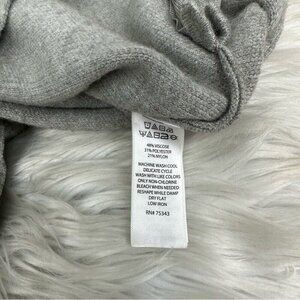 48% VISCOSE
31% POLYESTER
21% NYLON
MACHINE WASH COOL
DELICATE CYCLE
WASH WITH LIKE COLORS
ONLY NON-CHLORINE
BLEACH WHEN NEEDED
RESHAPE WHILE DAMP
DRY FLAT
LOW IRON
RN# 75343